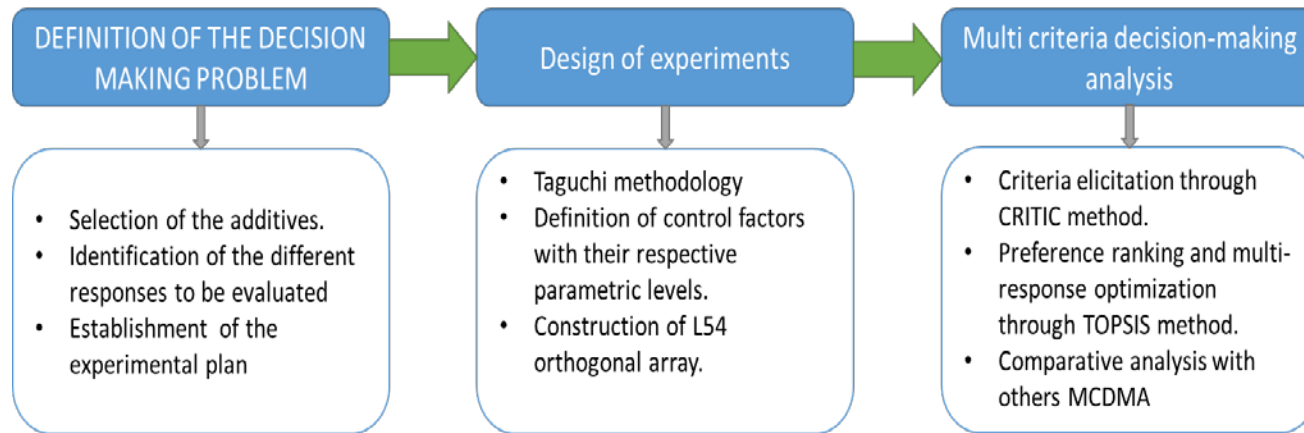 DEFINITION OF THE DECISION
MAKING PROBLEM
• Selection of the additives.
• Identification of the different
responses to be evaluated
• Establishment of the
experimental plan
Design of experiments
• Taguchi methodology
• Definition of control factors
with their respective
parametric levels.
• Construction of L54
orthogonal array.
Multi criteria decision-making
analysis
• Criteria elicitation through
CRITIC method.
• Preference ranking and multi-
response optimization
through TOPSIS method.
• Comparative analysis with
others MCDMA